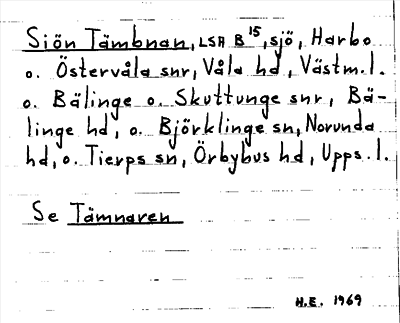 Siön Tämbnan, LSA B¹⁵, sjö, Harbo
o. Östervåla snr, Våla hd, Västm.l.
o. Bälinge o. Skuttunge snr, Bä-
linge hd, o. Björklinge sn, Norunda
hd, o. Tierps sn, Örbyhus hd, Upps.l.
Se Tämnaren
H.E. 1969